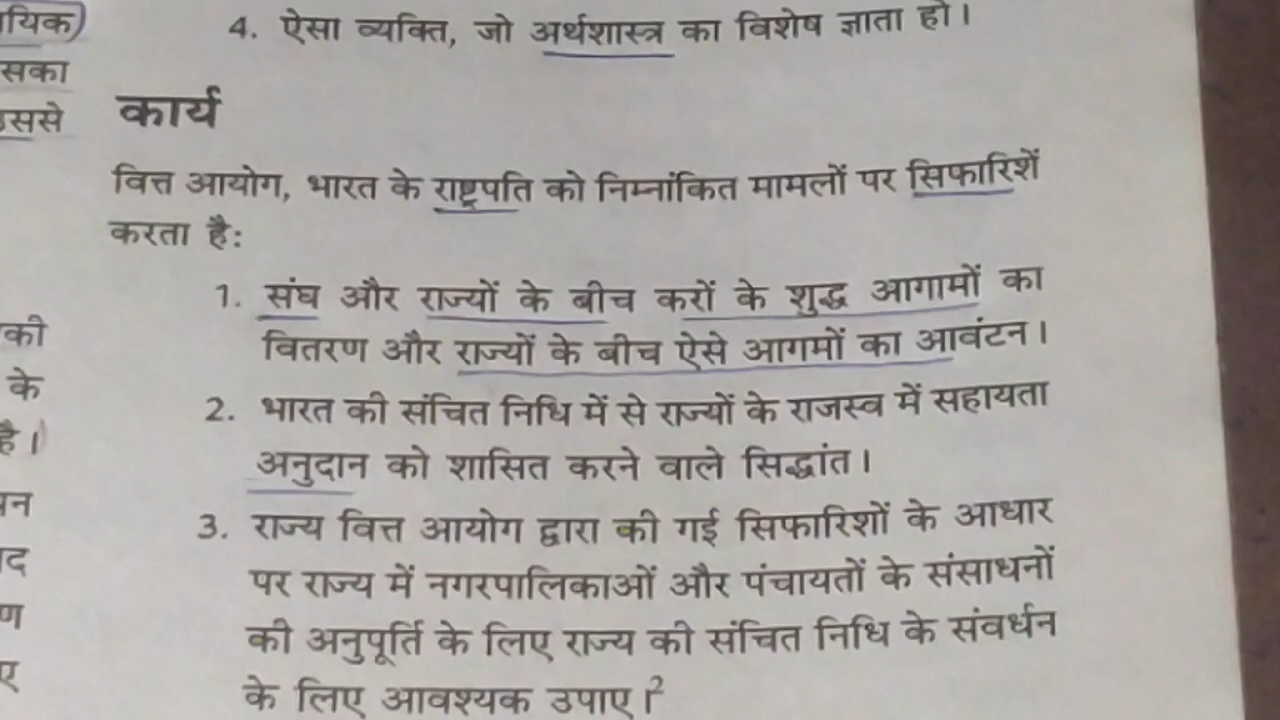 4. ऐसा व्यक्ति, जो अर्थशास्त्र का विशेष ज्ञाता हो।
सका
कार्य
वित्त आयोग, भारत के राष्ट्रपति को निम्नांकित मामलों पर सिफारिशें
करता है:
1. संघ और राज्यों के बीच करों के शुद्ध आगामों का
की
वितरण और राज्यों के बीच ऐसे आगमों का आवंटन।
के
2. भारत की संचित निधि में से राज्यों के राजस्व में सहायता
है।
अनुदान को शासित करने वाले सिद्धांत।
3. राज्य वित्त आयोग द्वारा की गई सिफारिशों के आधार
पर राज्य में नगरपालिकाओं और पंचायतों के संसाधनों
की अनुपूर्ति के लिए राज्य की संचित निधि के संवर्धन
के लिए आवश्यक उपाए।²